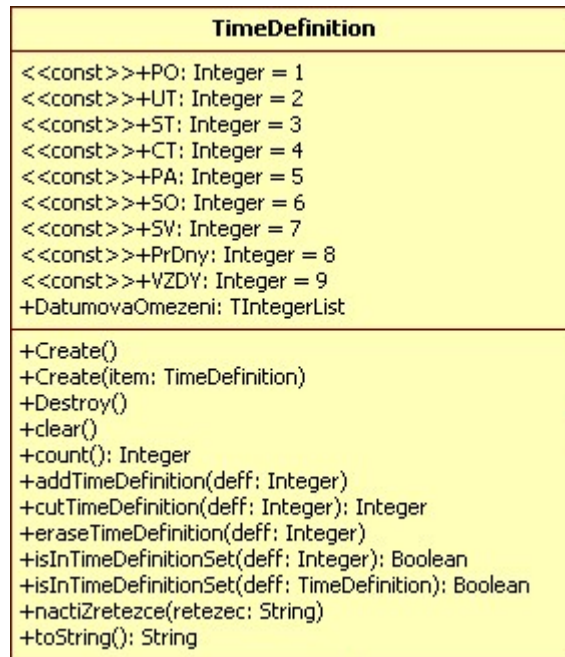 TimeDefinition
<<const>>+PO: Integer = 1
<<const>>+UT: Integer = 2
<<const>>+ST: Integer = 3
<<const>>+CT: Integer = 4
<<const>>+PA: Integer = 5
<<const>>+SO: Integer = 6
<<const>>+SV: Integer = 7
<<const>>+PrDny: Integer = 8
<<const>>+VZDY: Integer = 9
+DatumovaOmezeni: TIntegerList
+Create()
+Create(item: TimeDefinition)
+Destroy()
+clear()
+count(): Integer
+addTimeDefinition(deff: Integer)
+cutTimeDefinition(deff: Integer): Integer
+eraseTimeDefinition(deff: Integer)
+isInTimeDefinitionSet(deff: Integer): Boolean
+isInTimeDefinitionSet(deff: TimeDefinition): Boolean
+nactiZretezce(retezec: String)
+toString(): String